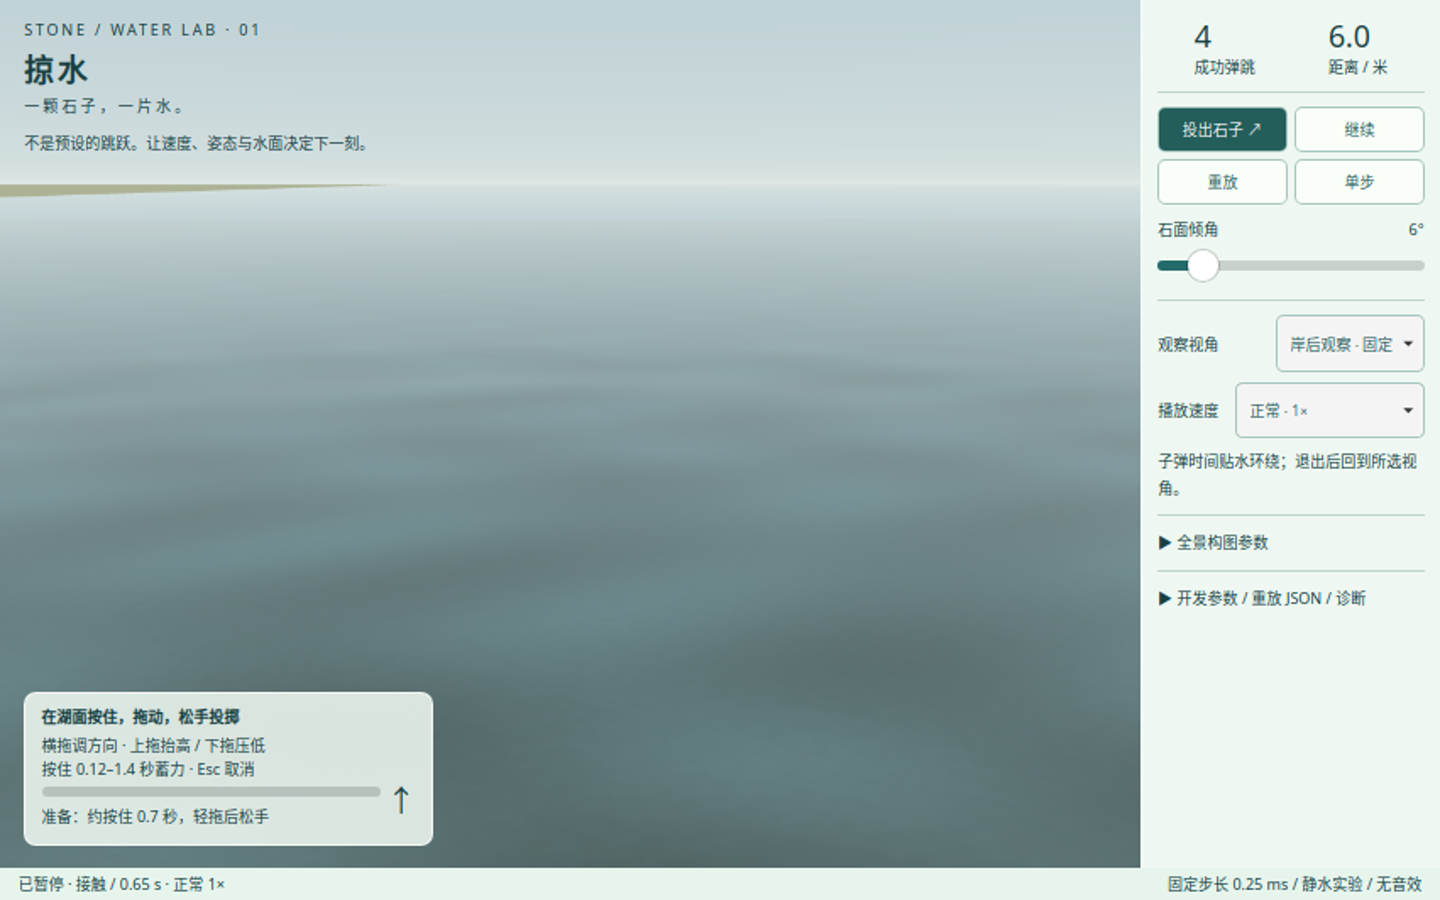 STONE / WATER LAB · 01
掠水
一颗石子，一片水。
不是预设的跳跃。让速度、姿态与水面决定下一刻。
4
成功弹跳
6.0
距离 / 米
投出石子 ↗
继续
重放
单步
石面倾角
6°
观察视角
岸后观察 · 固定
播放速度
正常 · 1×
子弹时间贴水环绕；退出后回到所选视
角。
▶ 全景构图参数
▶ 开发参数 / 重放 JSON / 诊断
在湖面按住，拖动，松手投掷
横拖调方向 · 上拖抬高 / 下拖压低
按住 0.12–1.4 秒蓄力 · Esc 取消
↑
准备：约按住 0.7 秒，轻拖后松手
已暂停 · 接触 / 0.65 s · 正常 1×
固定步长 0.25 ms / 静水实验 / 无音效